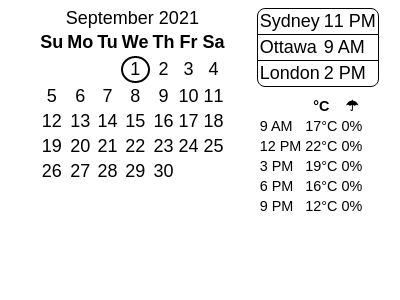 September 2021
Su Mo Tu We Th Fr Sa
1 2 3 4
5 6 7 8 9 10 11
12 13 14 15 16 17 18
19 20 21 22 23 24 25
26 27 28 29 30
Sydney 11 PM
Ottawa 9 AM
London 2 PM
°C ☂
9 AM 17°C 0%
12 PM 22°C 0%
3 PM 19°C 0%
6 PM 16°C 0%
9 PM 12°C 0%